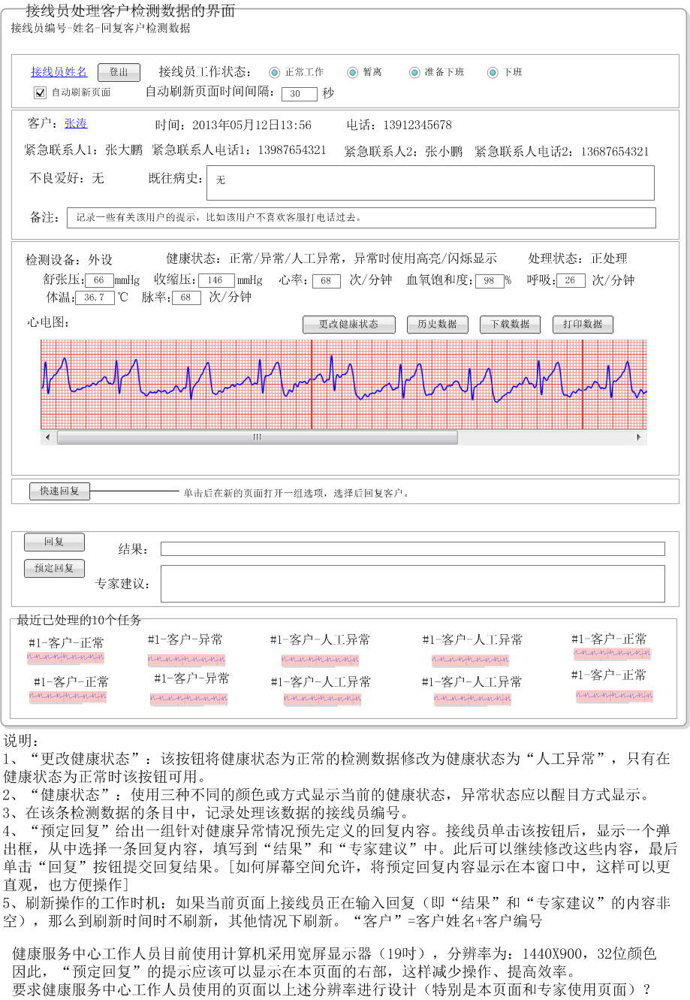 接线员处理客户检测数据的界面
接线员编号-姓名-回复客户检测数据
接线员姓名 登出 接线员工作状态： 正常工作 暂离 准备下班 下班
自动刷新页面 自动刷新页面时间间隔： 30 秒
客户：张涛 时间：2013年05月12日13:56 电话：13912345678
紧急联系人1：张大鹏 紧急联系人电话1：13987654321 紧急联系人2：张小鹏 紧急联系人电话2：13687654321
不良爱好：无 既往病史： 无
备注： 记录一些有关该用户的提示，比如该用户不喜欢客服打电话过去。
检测设备：外设 健康状态：正常/异常/人工异常，异常时使用高亮/闪烁显示 处理状态：正处理
舒张压： 66 mmHg 收缩压： 146 mmHg 心率： 68 次/分钟 血氧饱和度： 98 % 呼吸： 26 次/分钟
体温： 36.7 ℃ 脉率： 68 次/分钟
心电图： 更改健康状态 历史数据 下载数据 打印数据
快速回复 单击后在新的页面打开一组选项，选择后回复客户。
回复 结果：
预定回复 专家建议：
最近已处理的10个任务
#1-客户-正常 #1-客户-异常 #1-客户-人工异常 #1-客户-人工异常 #1-客户-正常
#1-客户-正常 #1-客户-异常 #1-客户-人工异常 #1-客户-人工异常 #1-客户-正常
说明：
1、“更改健康状态”：该按钮将健康状态为正常的检测数据修改为健康状态为“人工异常”，只有在
健康状态为正常时该按钮可用。
2、“健康状态”：使用三种不同的颜色或方式显示当前的健康状态，异常状态应以醒目方式显示。
3、在该条检测数据的条目中，记录处理该数据的接线员编号。
4、“预定回复”给出一组针对健康异常情况预先定义的回复内容。接线员单击该按钮后，显示一个弹
出框，从中选择一条回复内容，填写到“结果”和“专家建议”中。此后可以继续修改这些内容，最后
单击“回复”按钮提交回复结果。[如何屏幕空间允许，将预定回复内容显示在本窗口中，这样可以更
直观，也方便操作]
5、刷新操作的工作时机：如果当前页面上接线员正在输入回复（即“结果”和“专家建议”的内容非
空），那么到刷新时间时不刷新，其他情况下刷新。“客户”=客户姓名+客户编号
健康服务中心工作人员目前使用计算机采用宽屏显示器（19吋），分辨率为：1440X900，32位颜色
因此，“预定回复”的提示应该可以显示在本页面的右部，这样减少操作、提高效率。
要求健康服务中心工作人员使用的页面以上述分辨率进行设计（特别是本页面和专家使用页面）？